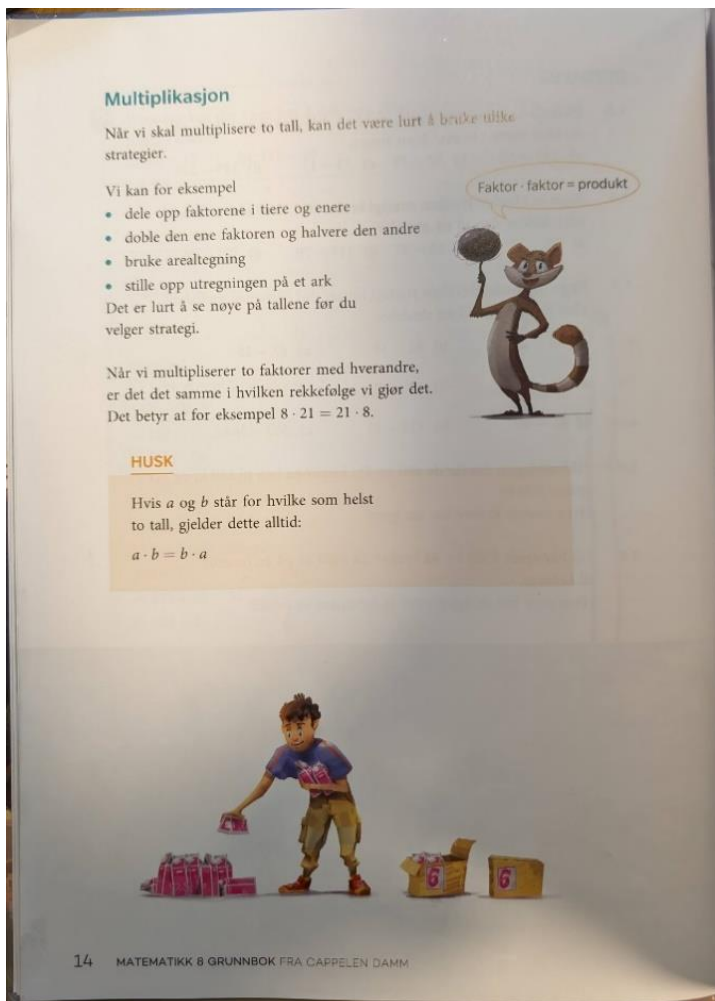 Multiplikasjon
Når vi skal multiplisere to tall, kan det være lurt å bruke ulike
strategier.
Vi kan for eksempel
• dele opp faktorene i tiere og enere
• doble den ene faktoren og halvere den andre
• bruke arealtegning
• stille opp utregningen på et ark
Det er lurt å se nøye på tallene før du
velger strategi.
Faktor · faktor = produkt
Når vi multipliserer to faktorer med hverandre,
er det det samme i hvilken rekkefølge vi gjør det.
Det betyr at for eksempel 8 · 21 = 21 · 8.
HUSK
Hvis a og b står for hvilke som helst
to tall, gjelder dette alltid:
a · b = b · a
6
6
14 MATEMATIKK 8 GRUNNBOK FRA CAPPELEN DAMM